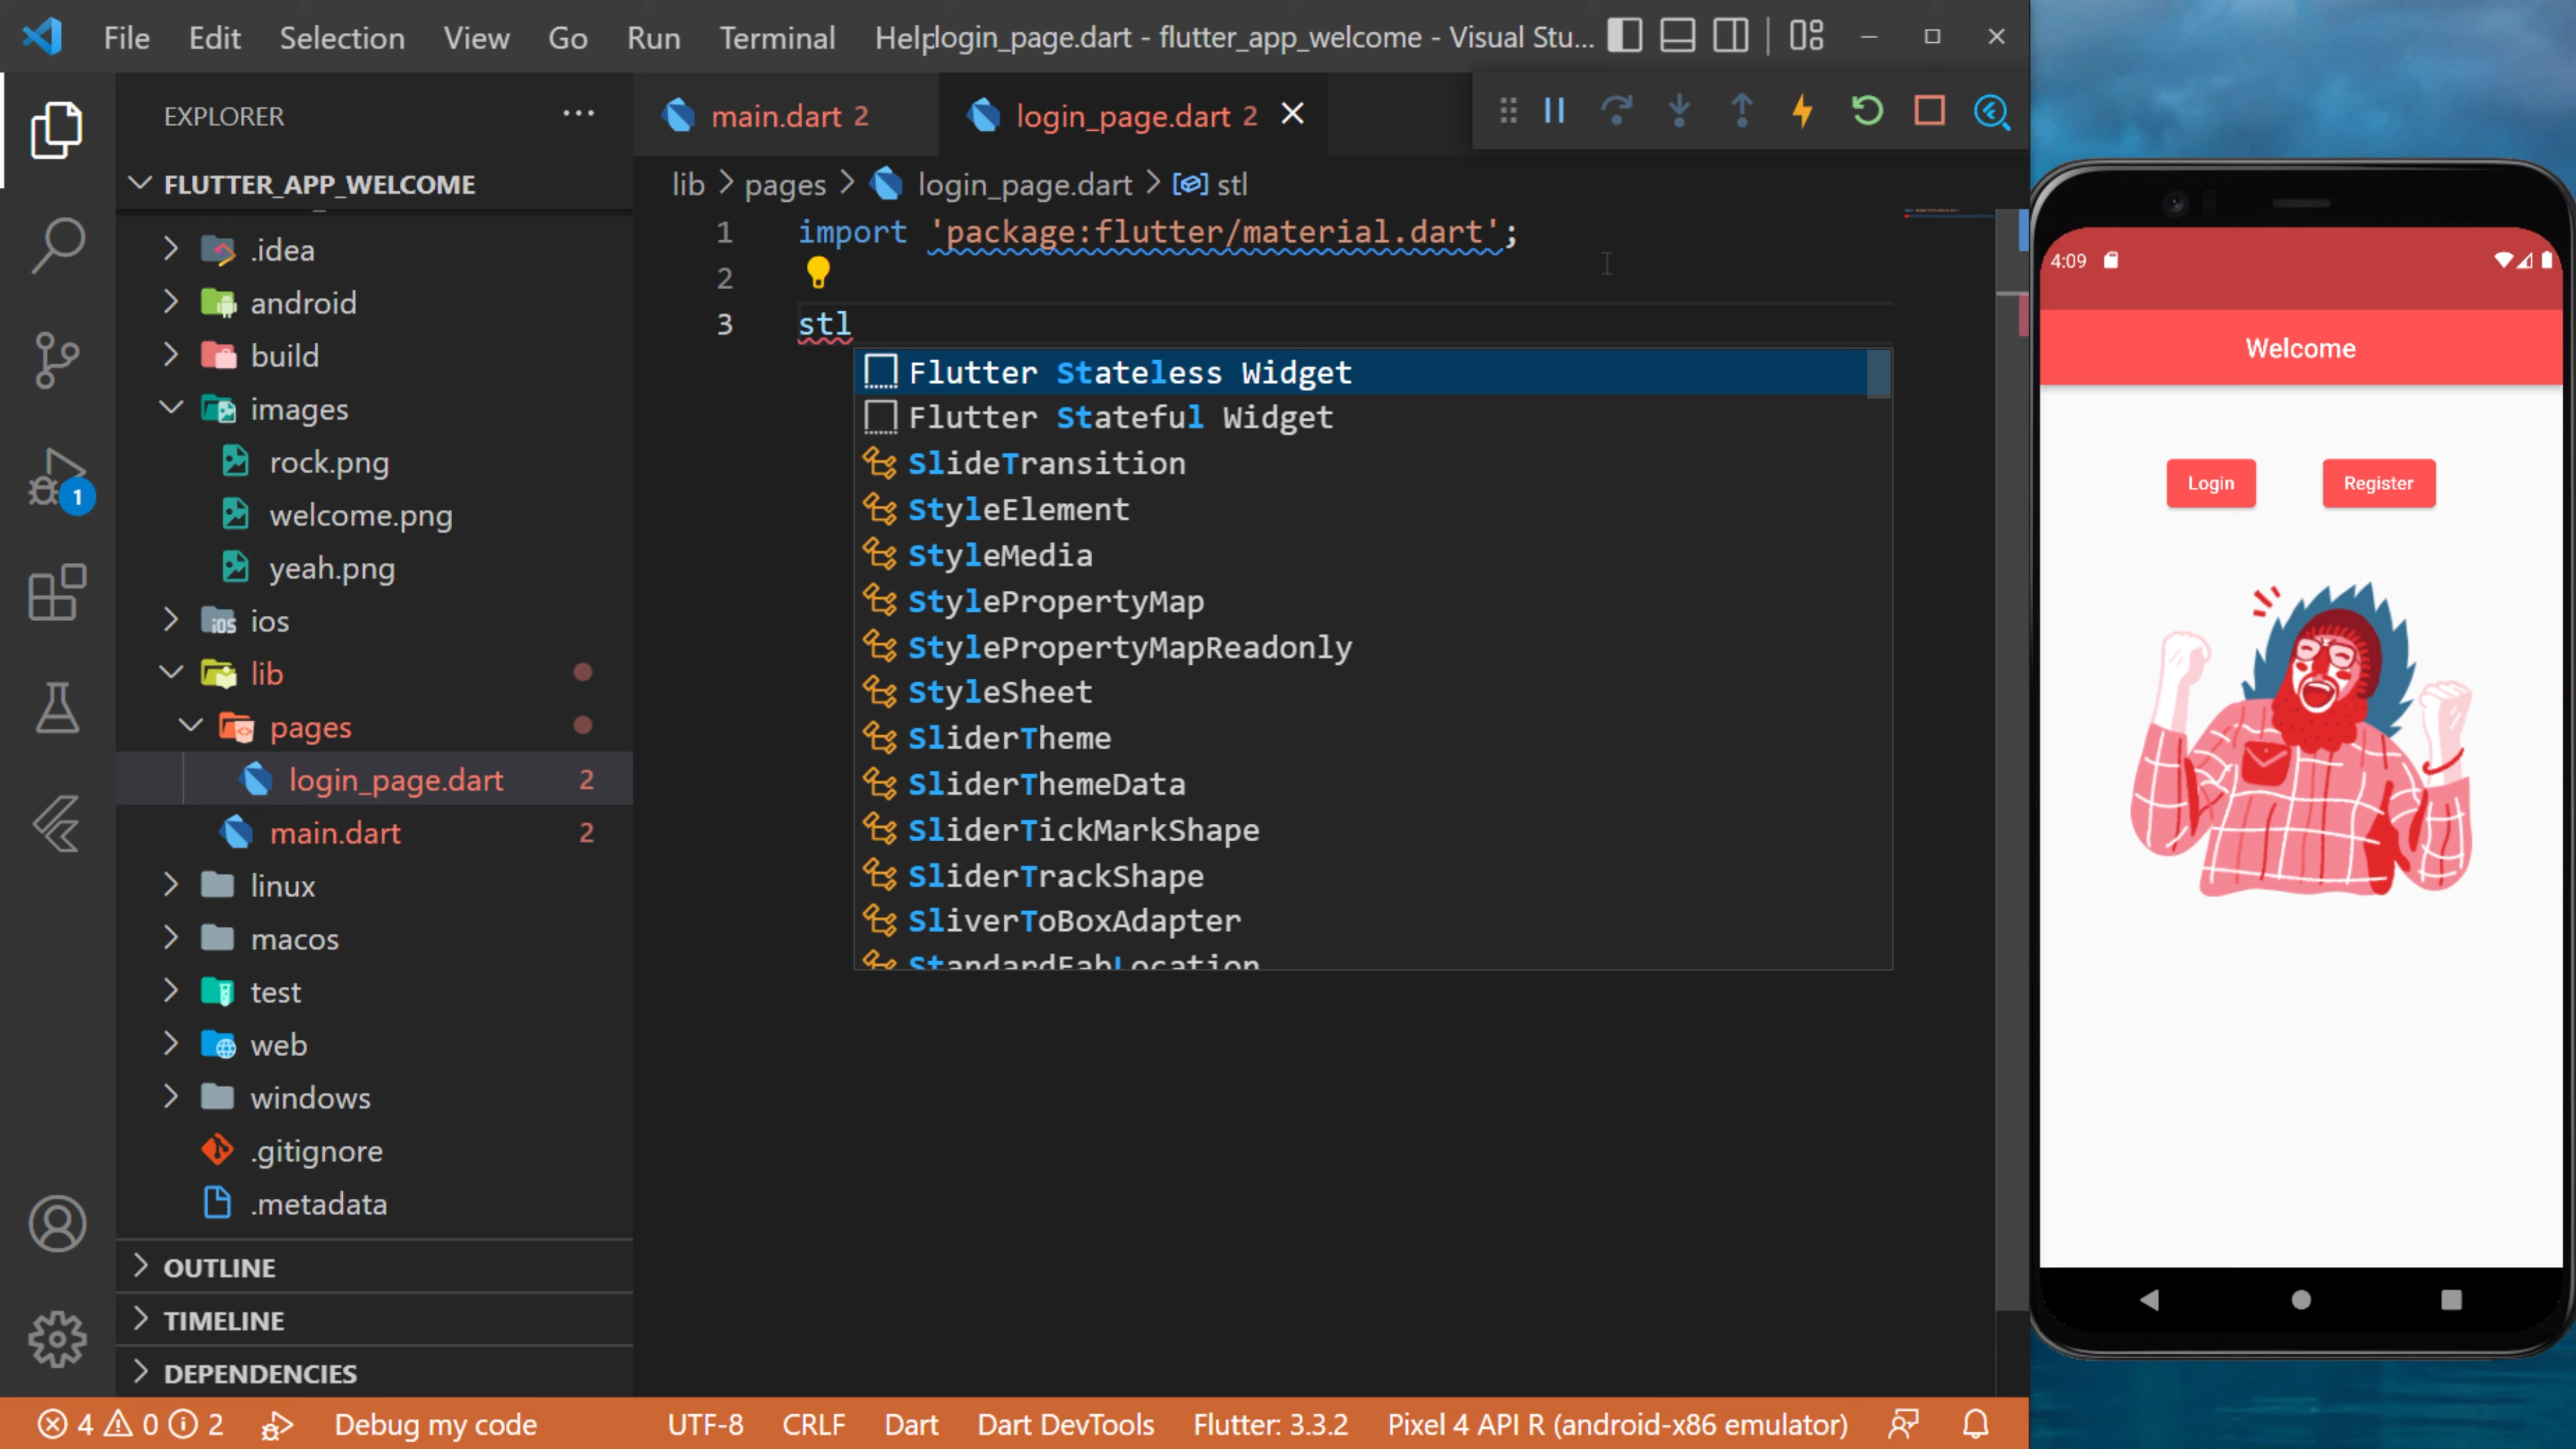 File Edit Selection View Go Run Terminal Help login_page.dart - flutter_app_welcome - Visual Stu...
EXPLORER
FLUTTER_APP_WELCOME
.idea
android
build
images
rock.png
welcome.png
yeah.png
ios
lib
pages
login_page.dart 2
main.dart 2
linux
macos
test
web
windows
.gitignore
.metadata
OUTLINE
TIMELINE
DEPENDENCIES
1
main.dart 2 login_page.dart 2
lib > pages > login_page.dart > stl
1 import 'package:flutter/material.dart';
2
3 stl
Flutter Stateless Widget
Flutter Stateful Widget
SlideTransition
StyleElement
StyleMedia
StylePropertyMap
StylePropertyMapReadonly
StyleSheet
SliderTheme
SliderThemeData
SliderTickMarkShape
SliderTrackShape
SliverToBoxAdapter
StandardFabLocation
4 0 2 Debug my code UTF-8 CRLF Dart Dart DevTools Flutter: 3.3.2 Pixel 4 API R (android-x86 emulator)
4:09
Welcome
Login Register